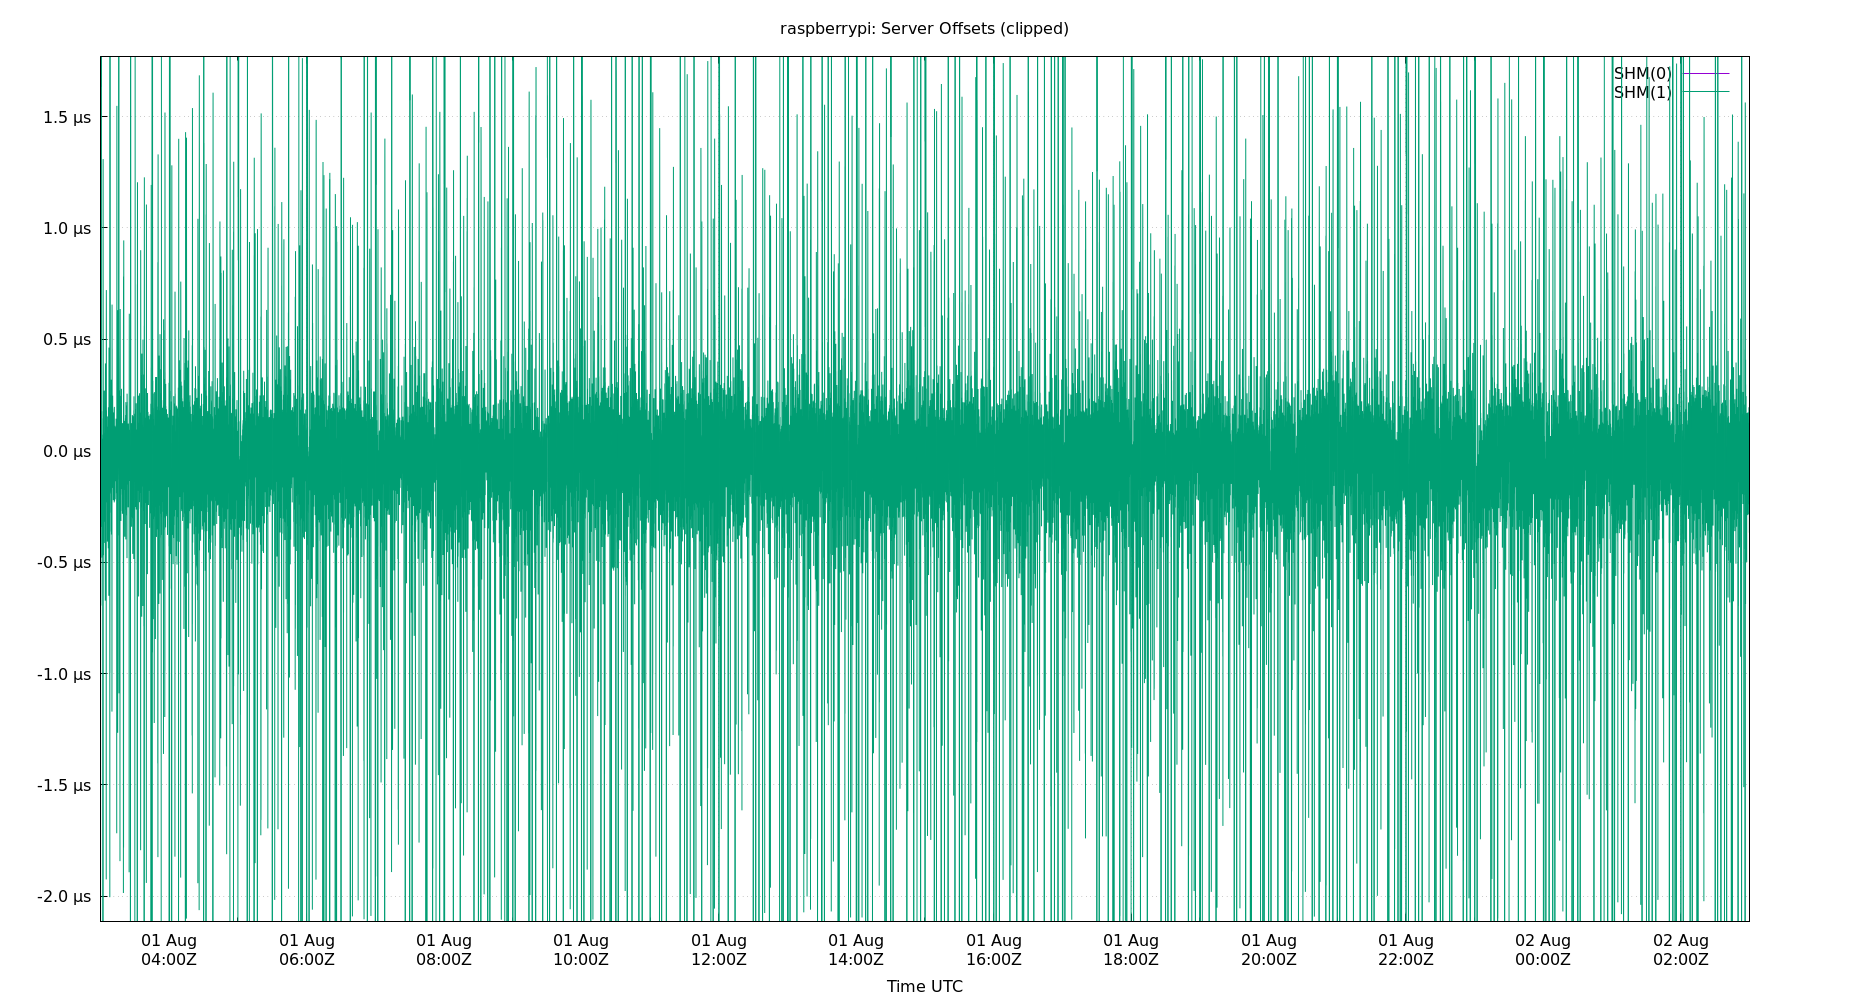 raspberrypi: Server Offsets (clipped)
SHM(0)
SHM(1)
1.5 µs
1.0 µs
0.5 µs
0.0 µs
-0.5 µs
-1.0 µs
-1.5 µs
-2.0 µs
01 Aug 01 Aug 01 Aug 01 Aug 01 Aug 01 Aug 01 Aug 01 Aug 01 Aug 01 Aug 02 Aug 02 Aug
04:00Z 06:00Z 08:00Z 10:00Z 12:00Z 14:00Z 16:00Z 18:00Z 20:00Z 22:00Z 00:00Z 02:00Z
Time UTC